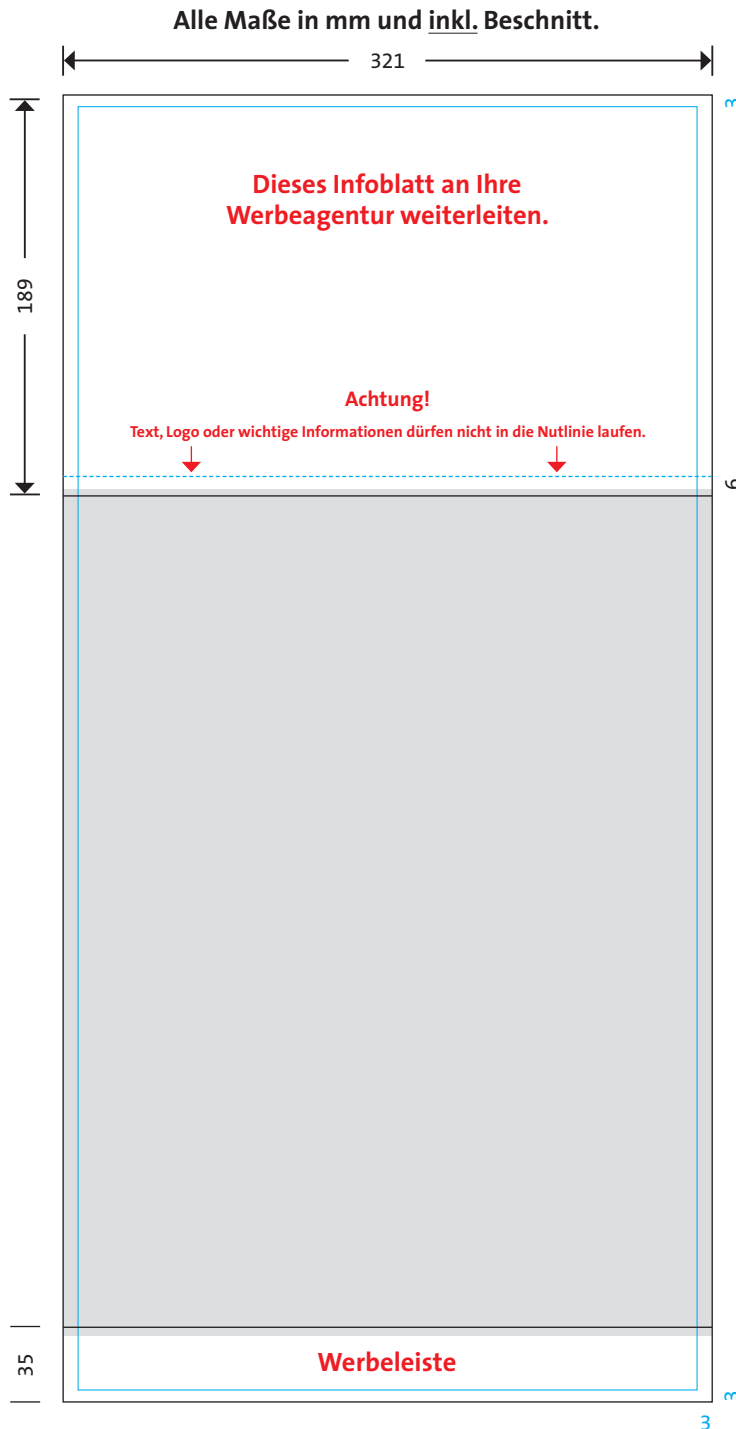 Alle Maße in mm und inkl. Beschnitt.
321
3
Dieses Infoblatt an Ihre
Werbeagentur weiterleiten.
189
Achtung!
Text, Logo oder wichtige Informationen dürfen nicht in die Nutlinie laufen.
6
35
Werbeleiste
3
3